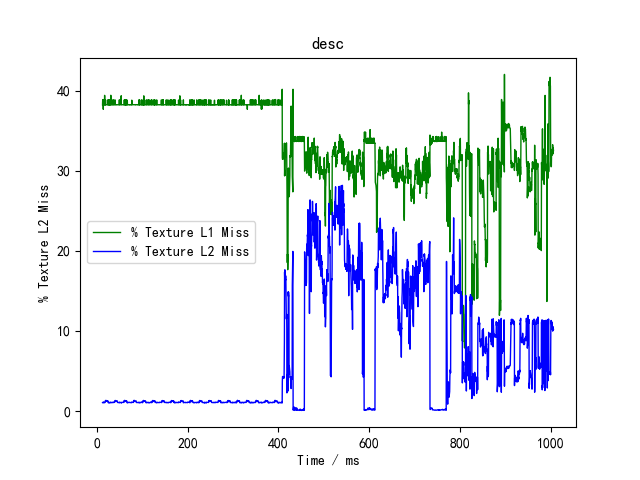 desc
40
30
20
10
0
% Texture L2 Miss
% Texture L1 Miss
% Texture L2 Miss
0 200 400 600 800 1000
Time / ms